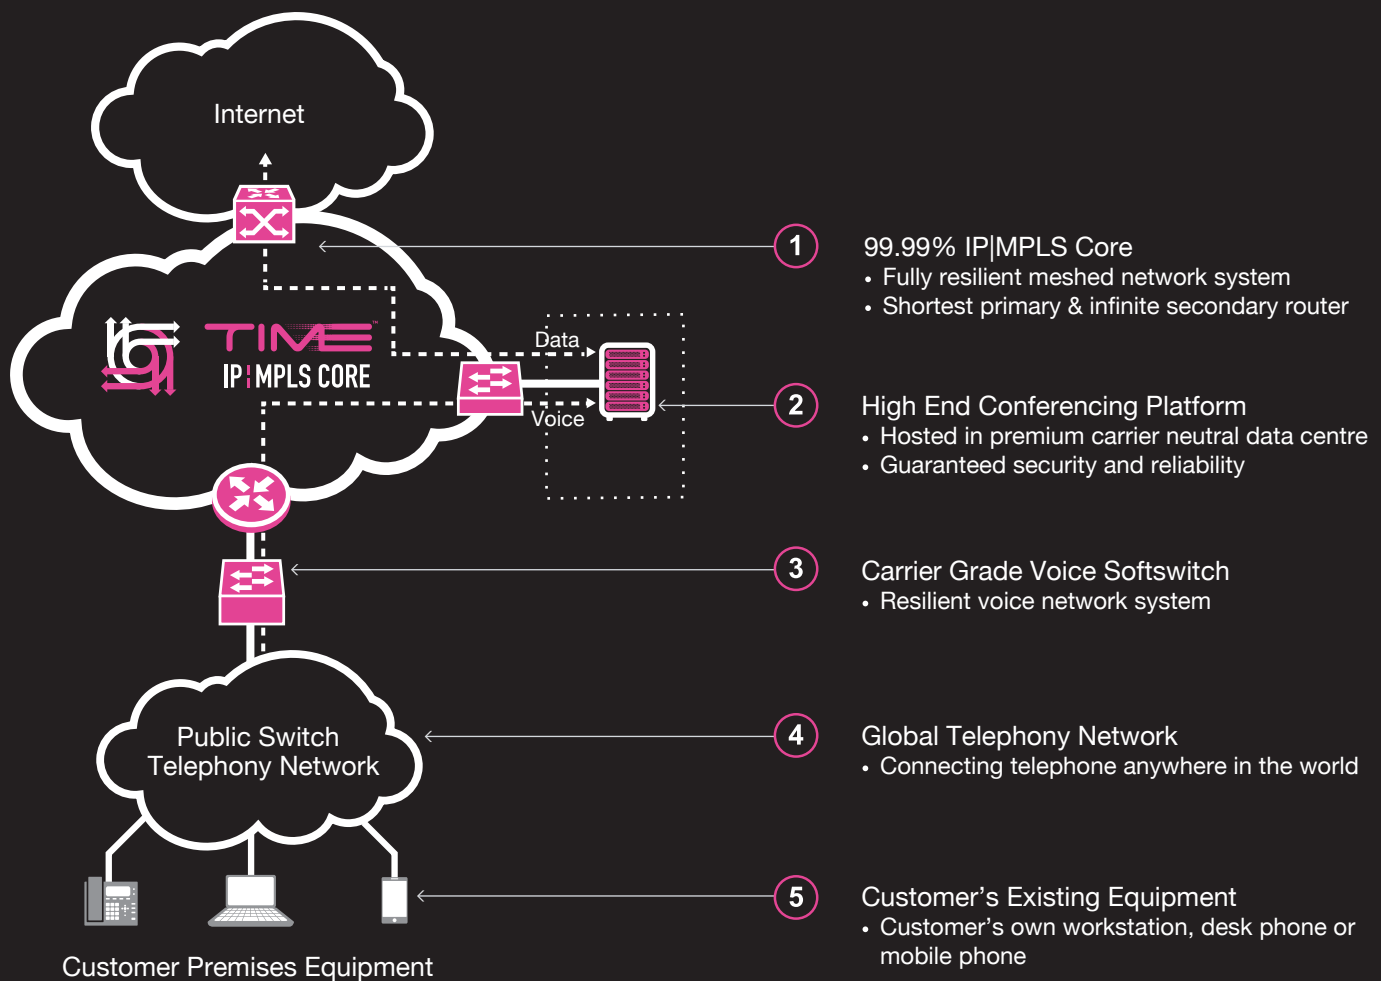 Internet
TIME™
IP|MPLS CORE
Data
Voice
Public Switch
Telephony Network
Customer Premises Equipment
1
99.99% IP|MPLS Core
• Fully resilient meshed network system
• Shortest primary & infinite secondary router
2
High End Conferencing Platform
• Hosted in premium carrier neutral data centre
• Guaranteed security and reliability
3
Carrier Grade Voice Softswitch
• Resilient voice network system
4
Global Telephony Network
• Connecting telephone anywhere in the world
5
Customer’s Existing Equipment
• Customer’s own workstation, desk phone or
mobile phone